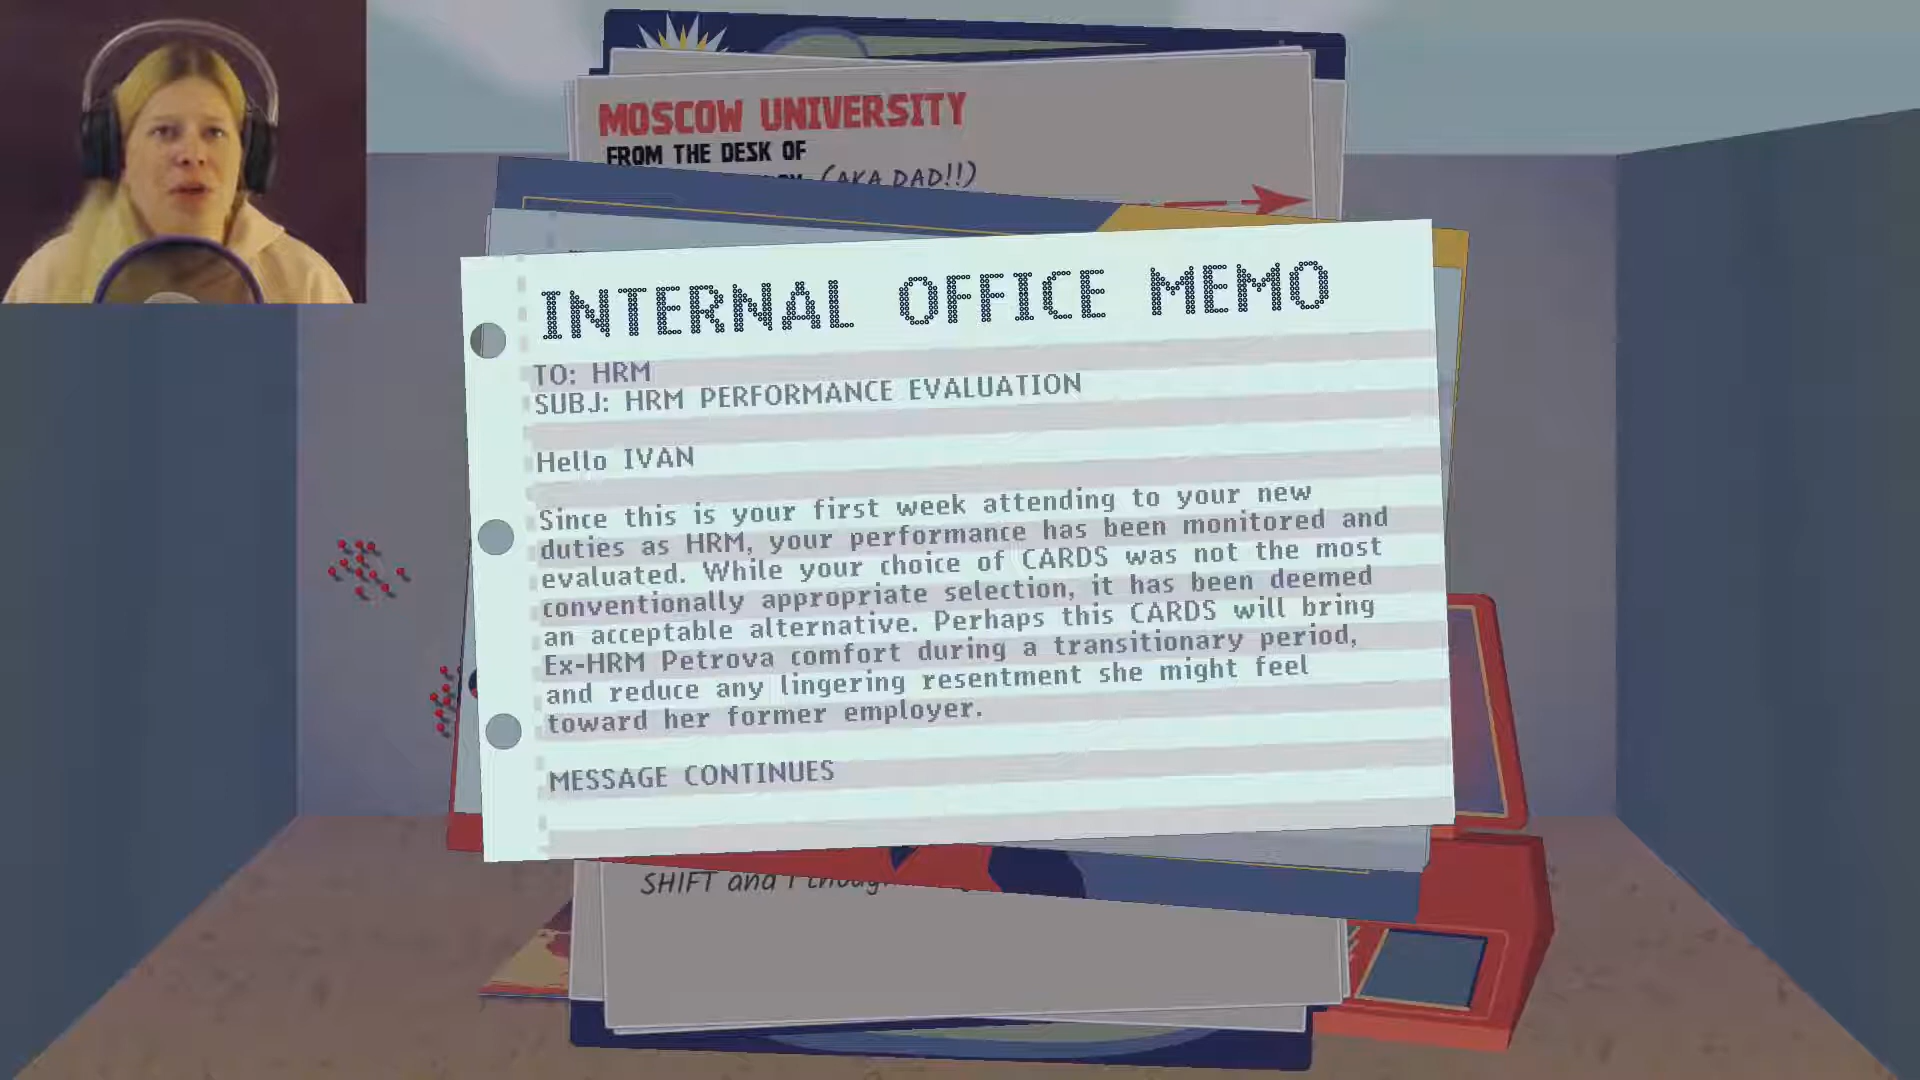 MOSCOW UNIVERSITY
FROM THE DESK OF
(AKA DAD!!)
INTERNAL OFFICE MEMO
TO: HRM
SUBJ: HRM PERFORMANCE EVALUATION
Hello IVAN
Since this is your first week attending to your new
duties as HRM, your performance has been monitored and
evaluated. While your choice of CARDS was not the most
conventionally appropriate selection, it has been deemed
an acceptable alternative. Perhaps this CARDS will bring
Ex-HRM Petrova comfort during a transitionary period,
and reduce any lingering resentment she might feel
toward her former employer.
MESSAGE CONTINUES
SHIFT and I